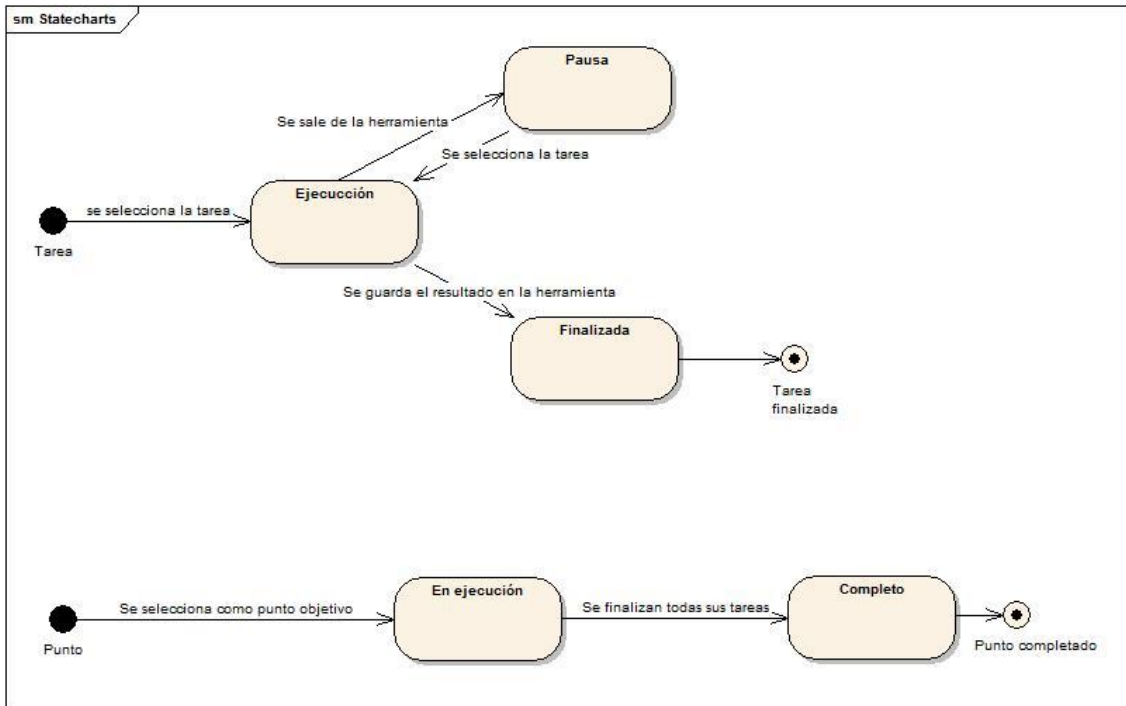 sm Statecharts
Pausa
Se sale de la herramienta
Se selecciona la tarea
Ejecucción
se selecciona la tarea
Tarea
Se guarda el resultado en la herramienta
Finalizada
Tarea
finalizada
En ejecución
Completo
Se selecciona como punto objetivo
Se finalizan todas sus tareas
Punto
Punto completado